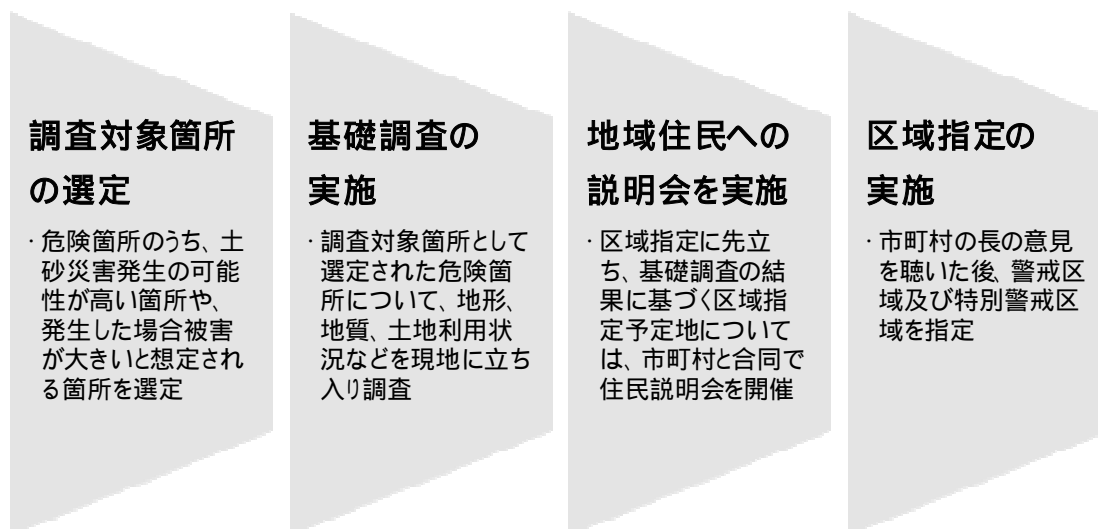 調査対象箇所
の選定
・危険箇所のうち、土
砂災害発生の可能
性が高い箇所や、
発生した場合被害
が大きいと想定され
る箇所を選定
基礎調査の
実施
・調査対象箇所として
選定された危険箇
所について、地形、
地質、土地利用状
況などを現地に立ち
入り調査
地域住民への
説明会を実施
・区域指定に先立
ち、基礎調査の結
果に基づく区域指
定予定地について
は、市町村と合同で
住民説明会を開催
区域指定の
実施
・市町村の長の意見
を聴いた後、警戒区
域及び特別警戒区
域を指定